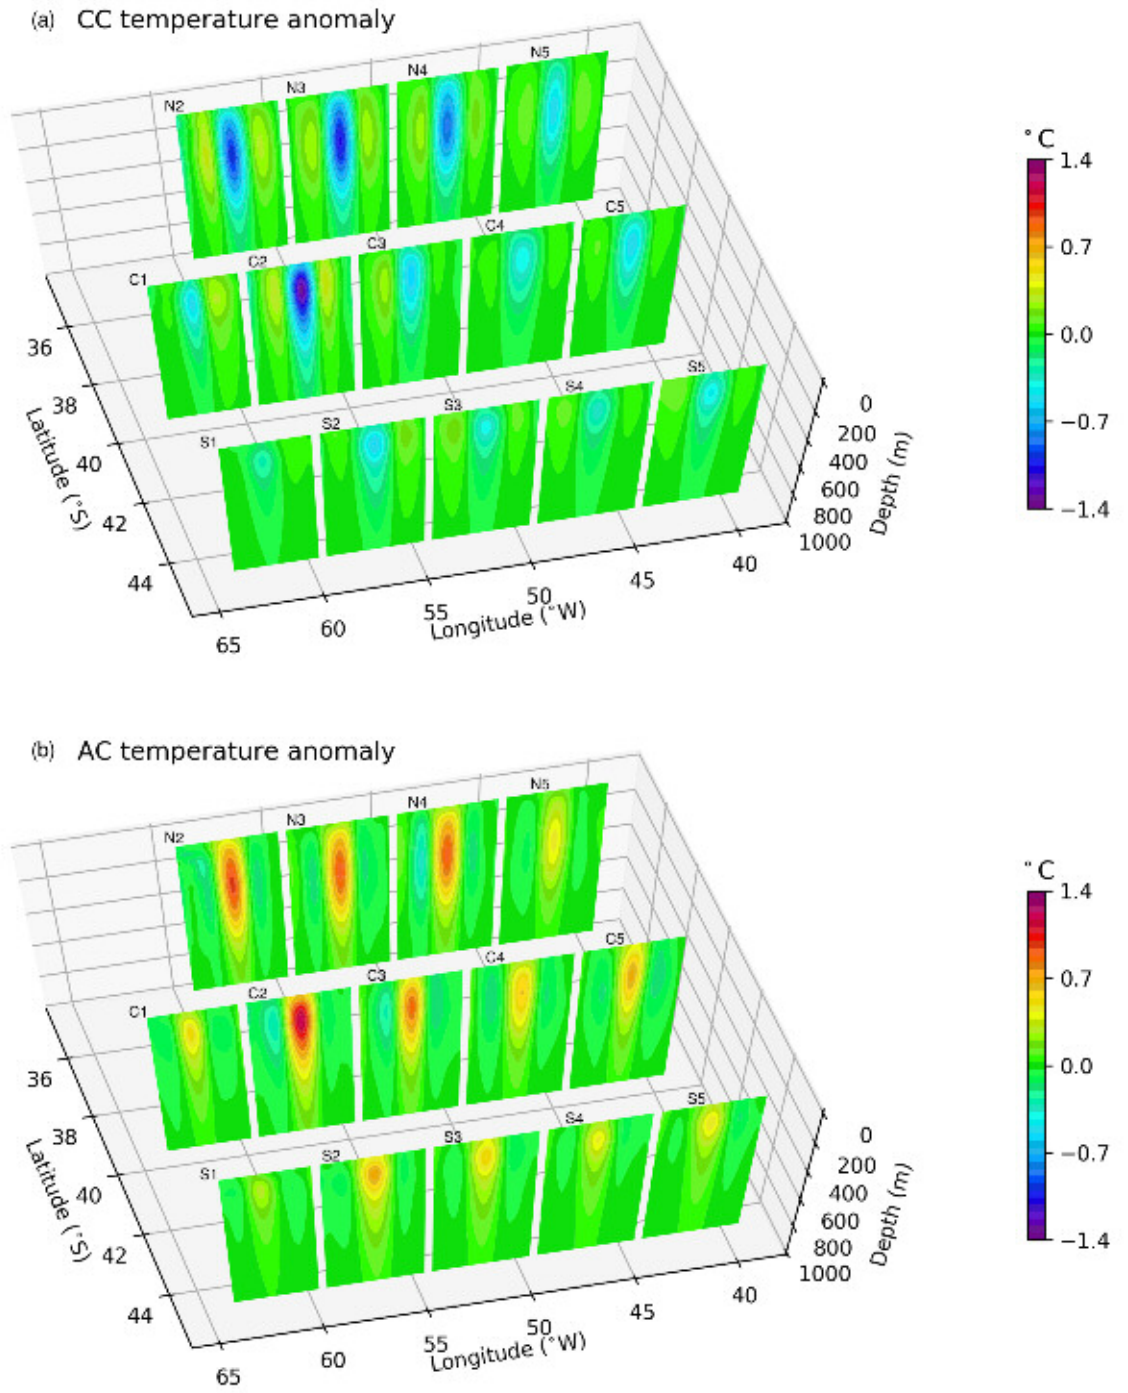 (a) CC temperature anomaly
N2 N3 N4 N5
C1 C2 C3 C4 C5
S1 S2 S3 S4 S5
36
38
40
42
44
Latitude (°S)
65 60 55 50 45 40
Longitude (°W)
0
200
400
600
800
1000
Depth (m)
°C
1.4
0.7
0.0
−0.7
−1.4
(b) AC temperature anomaly
N2 N3 N4 N5
C1 C2 C3 C4 C5
S1 S2 S3 S4 S5
36
38
40
42
44
Latitude (°S)
65 60 55 50 45 40
Longitude (°W)
0
200
400
600
800
1000
Depth (m)
°C
1.4
0.7
0.0
−0.7
−1.4